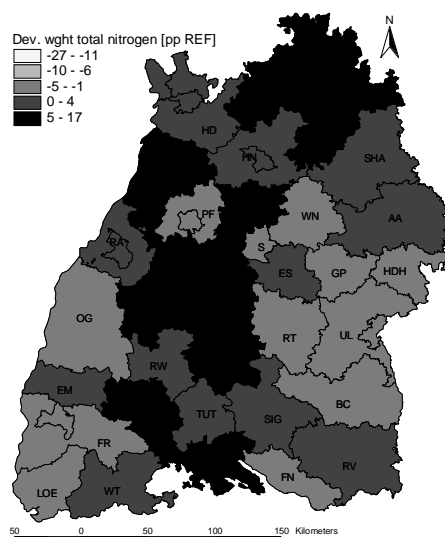 N
Dev. wght total nitrogen [pp REF]
-27 - -11
-10 - -6
-5 - -1
0 - 4
5 - 17
HD
HN
SHA
PF
WN
AA
RA
S
ES
GP
HDH
OG
RT
UL
RW
EM
BC
TUT
SIG
FR
RV
FN
LOE
WT
50 0 50 100 150 Kilometers